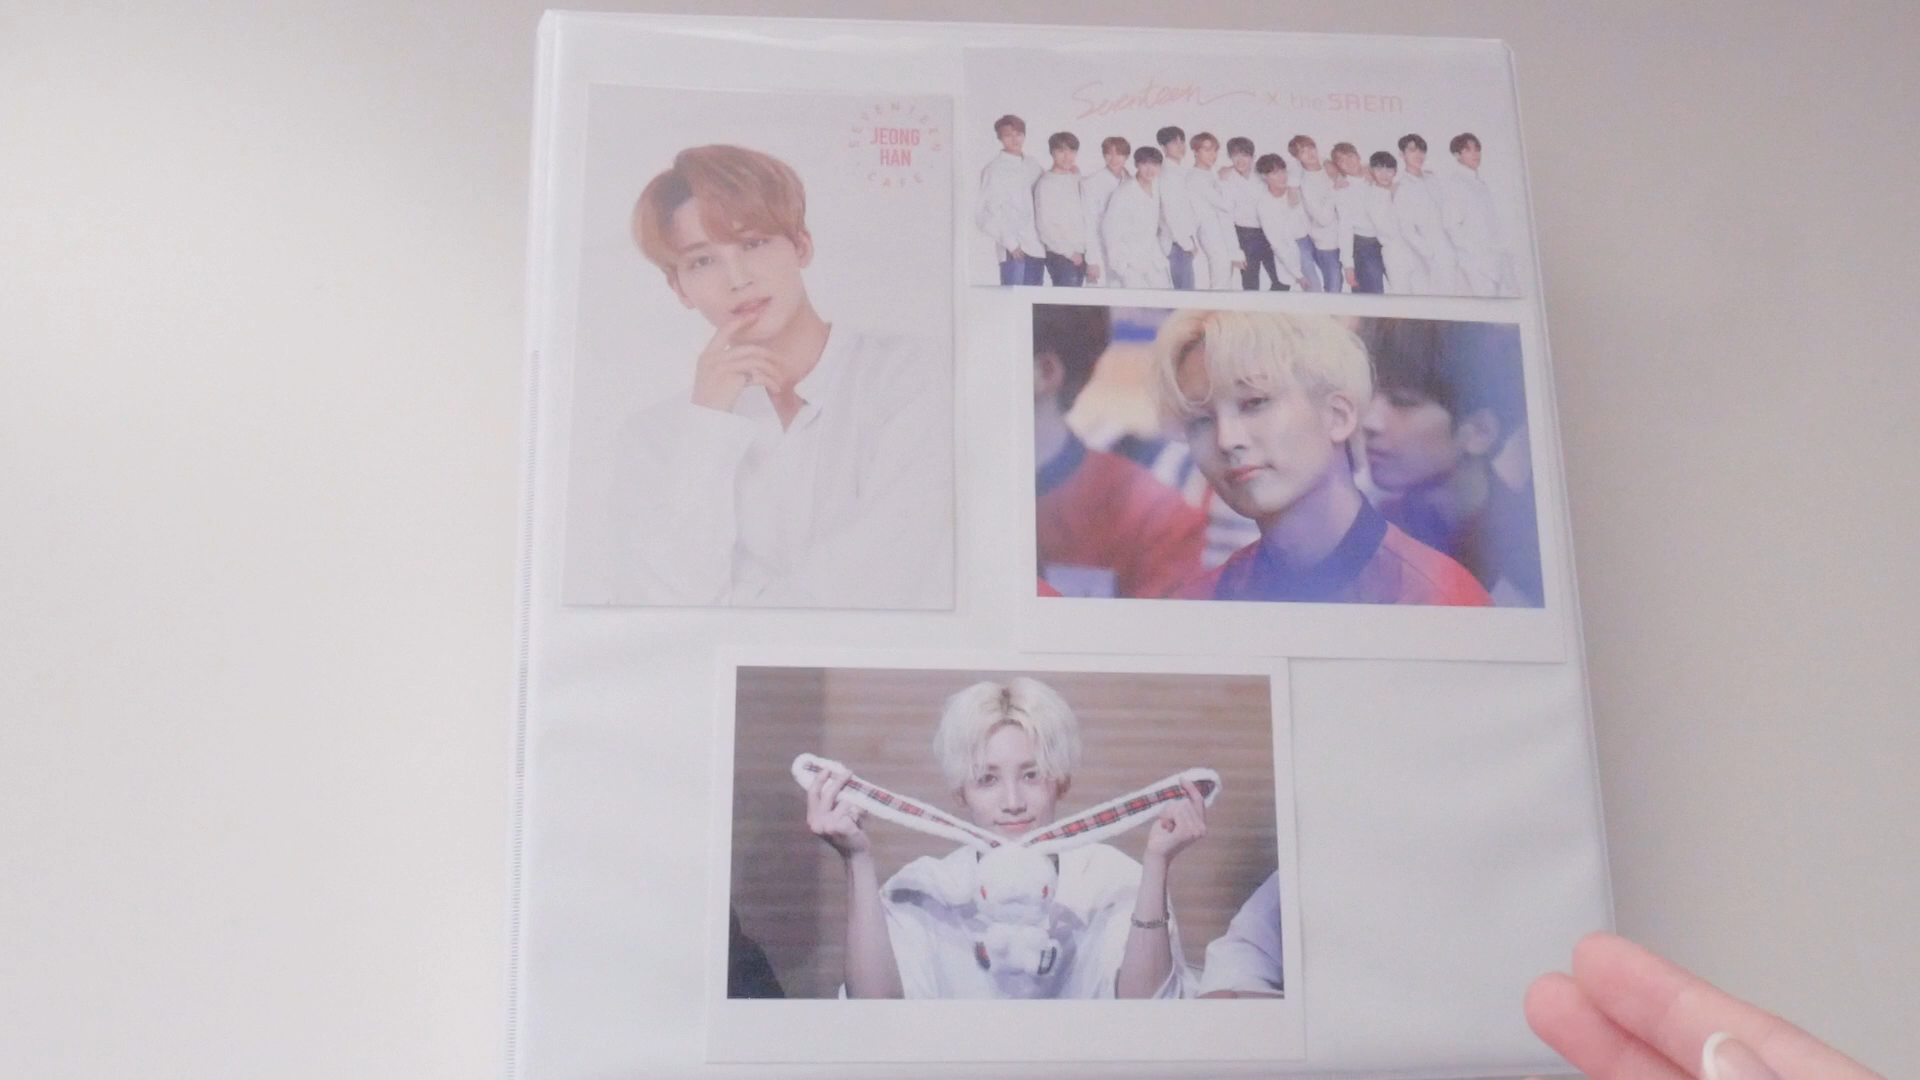 SEVENTEEN
JEONG
HAN
CAFE
Seventeen x the SAEM